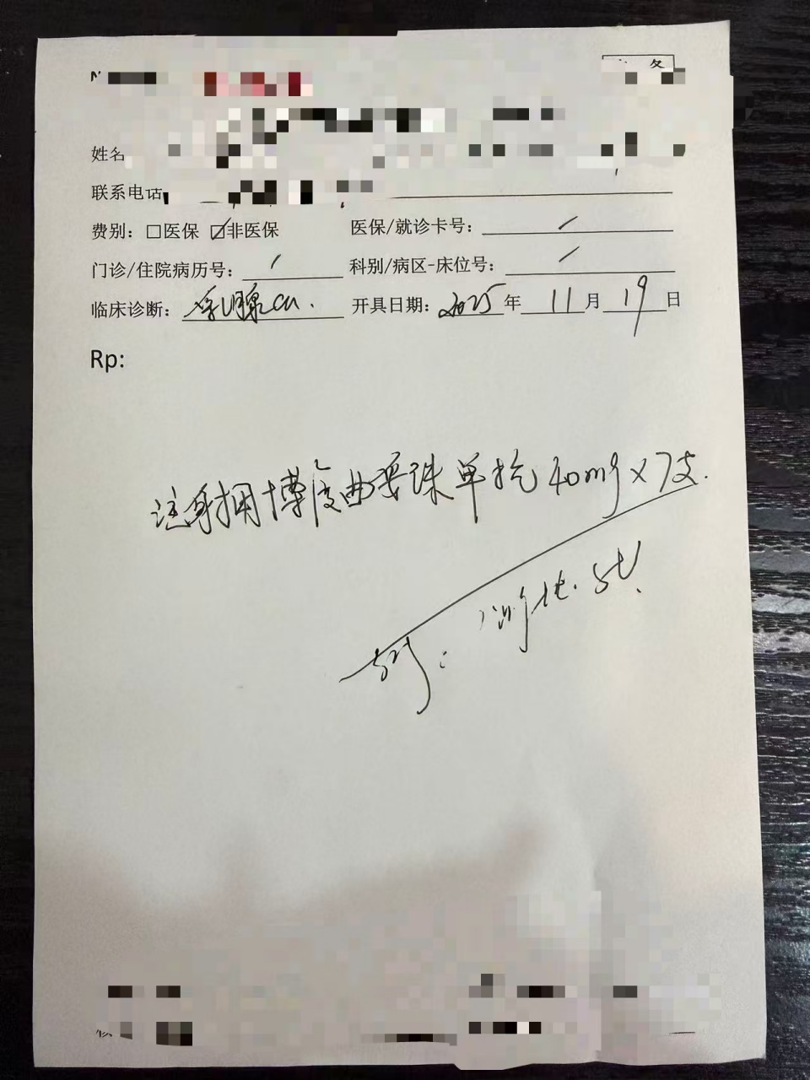 姓名
联系电话
费别：□医保 ☑非医保 医保/就诊卡号： /
门诊/住院病历号： / 科别/病区-床位号： /
临床诊断：乳腺ca. 开具日期：2025年 11月 19日
Rp:
注射用博度曲妥珠单抗 40mg×7支.